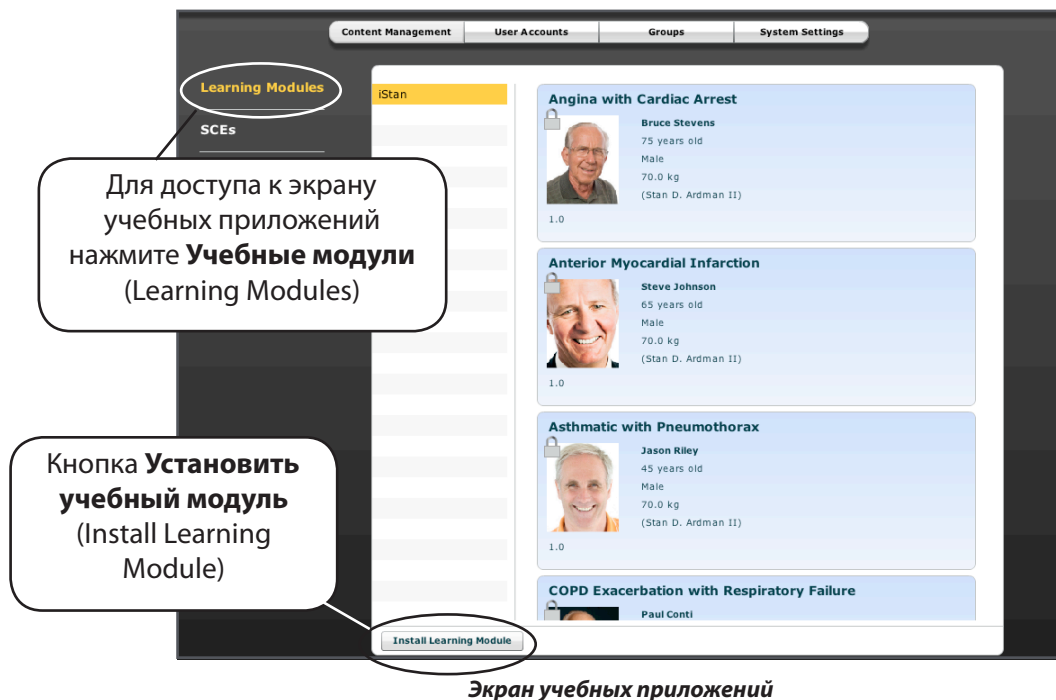 Content Management
User Accounts
Groups
System Settings
Learning Modules
SCEs
Для доступа к экрану
учебных приложений
нажмите Учебные модули
(Learning Modules)
Кнопка Установить
учебный модуль
(Install Learning
Module)
iStan
Angina with Cardiac Arrest
Bruce Stevens
75 years old
Male
70.0 kg
(Stan D. Ardman II)
1.0
Anterior Myocardial Infarction
Steve Johnson
65 years old
Male
70.0 kg
(Stan D. Ardman II)
1.0
Asthmatic with Pneumothorax
Jason Riley
45 years old
Male
70.0 kg
(Stan D. Ardman II)
1.0
COPD Exacerbation with Respiratory Failure
Paul Conti
Install Learning Module
Экран учебных приложений